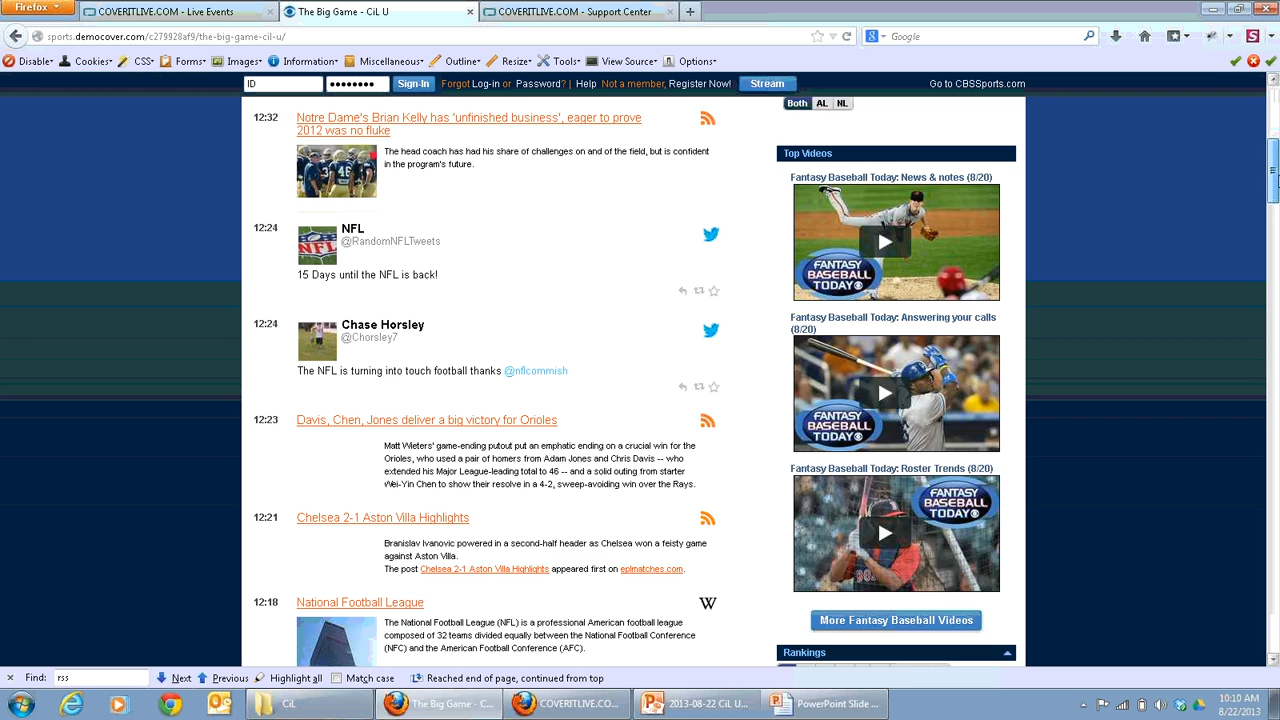 Firefox
COVERITLIVE.COM - Live Events
The Big Game - CiL U
COVERITLIVE.COM - Support Center
sports.democover.com/c279928af9/the-big-game-cil-u/
Google
Disable
Cookies
CSS
Forms
Images
Information
Miscellaneous
Outline
Resize
Tools
View Source
Options
ID
Sign-In
Forgot Log-in or Password? | Help Not a member, Register Now!
Stream
Go to CBSSports.com
12:32
Notre Dame's Brian Kelly has 'unfinished business', eager to prove
2012 was no fluke
The head coach has had his share of challenges on and of the field, but is confident
in the program's future.
12:24
NFL
@RandomNFLTweets
15 Days until the NFL is back!
12:24
Chase Horsley
@Chorsley7
The NFL is turning into touch football thanks @nflcommish
12:23
Davis, Chen, Jones deliver a big victory for Orioles
Matt Wieters' game-ending putout put an emphatic ending on a crucial win for the
Orioles, who used a pair of homers from Adam Jones and Chris Davis -- who
extended his Major League-leading total to 46 -- and a solid outing from starter
Wei-Yin Chen to show their resolve in a 4-2, sweep-avoiding win over the Rays.
12:21
Chelsea 2-1 Aston Villa Highlights
Branislav Ivanovic powered in a second-half header as Chelsea won a feisty game
against Aston Villa.
The post Chelsea 2-1 Aston Villa Highlights appeared first on eplmatches.com.
12:18
National Football League
W
The National Football League (NFL) is a professional American football league
composed of 32 teams divided equally between the National Football Conference
(NFC) and the American Football Conference (AFC).
Both AL NL
Top Videos
Fantasy Baseball Today: News & notes (8/20)
FANTASY
BASEBALL
TODAY
Fantasy Baseball Today: Answering your calls
(8/20)
FANTASY
BASEBALL
TODAY
Fantasy Baseball Today: Roster Trends (8/20)
FANTASY
BASEBALL
TODAY
More Fantasy Baseball Videos
Rankings
Find: rss
Next
Previous
Highlight all
Match case
Reached end of page, continued from top
CiL
The Big Game - C...
COVERITLIVE.CO...
2013-08-22 CiL U...
PowerPoint Slide ...
10:10 AM
8/22/2013